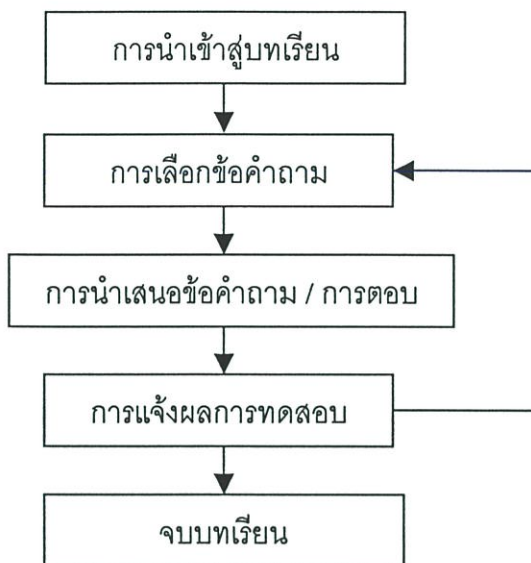 การนำเข้าสู่บทเรียน
การเลือกข้อคำถาม
การนำเสนอข้อคำถาม / การตอบ
การแจ้งผลการทดสอบ
จบบทเรียน